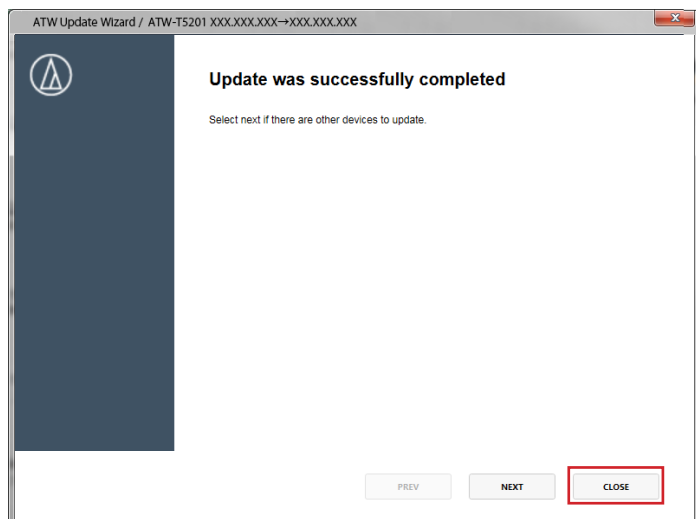 ATW Update Wizard / ATW-T5201 XXX.XXX.XXX→XXX.XXX.XXX
Update was successfully completed
Select next if there are other devices to update.
PREV NEXT CLOSE